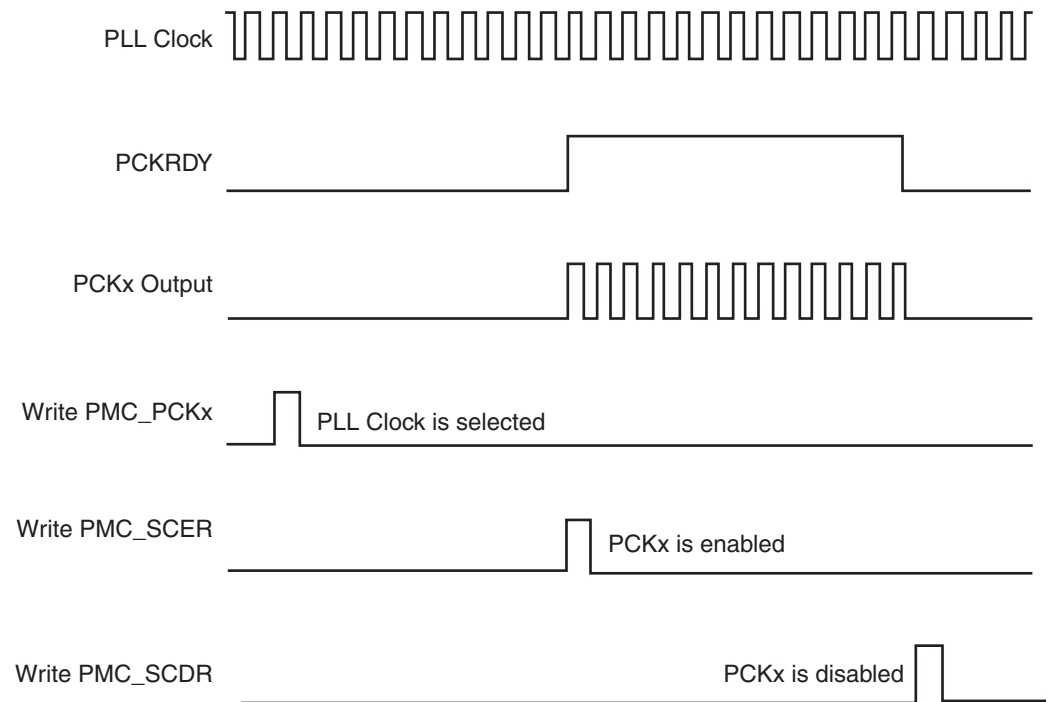 PLL Clock
PCKRDY
PCKx Output
Write PMC_PCKx
PLL Clock is selected
Write PMC_SCER
PCKx is enabled
Write PMC_SCDR
PCKx is disabled